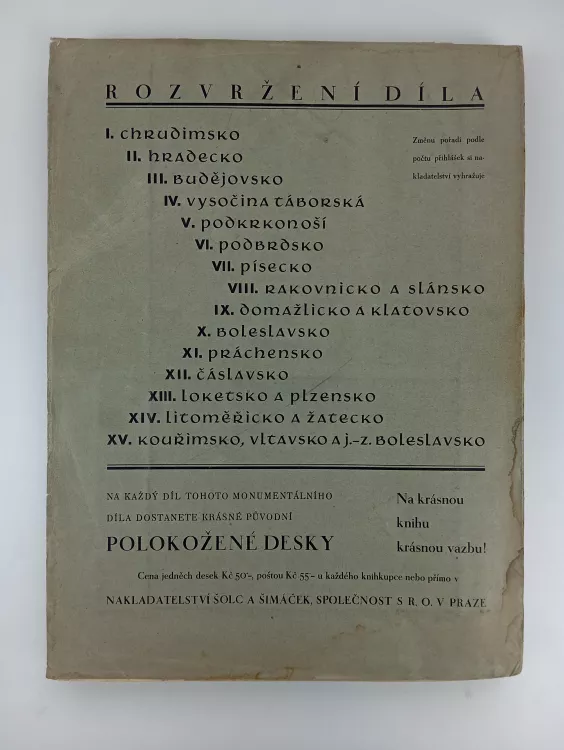 ROZVRŽENÍ DÍLA
I. chrudimsko
II. hradecko
III. Budějovsko
IV. vysočina táborská
V. podkrkonoší
VI. podbrdsko
VII. písecko
VIII. rakovnicko a slánsko
IX. domažlicko a klatovsko
X. Boleslavsko
XI. práchensko
XII. čáslavsko
XIII. loketsko a plzensko
XIV. litoměřicko a žatecko
XV. kouřimsko, vltavsko a j.-z. Boleslavsko
Změnu pořadí podle
počtu přihlášek si na-
kladatelství vyhražuje
NA KAŽDÝ DÍL TOHOTO MONUMENTÁLNÍHO
DÍLA DOSTANETE KRÁSNÉ PŮVODNÍ
POLOKOŽENÉ DESKY
Na krásnou
knihu
krásnou vazbu!
Cena jedněch desek Kč 50·-, poštou Kč 55·- u každého knihkupce nebo přímo v
NAKLADATELSTVÍ ŠOLC A ŠIMÁČEK, SPOLEČNOST S R. O. V PRAZE